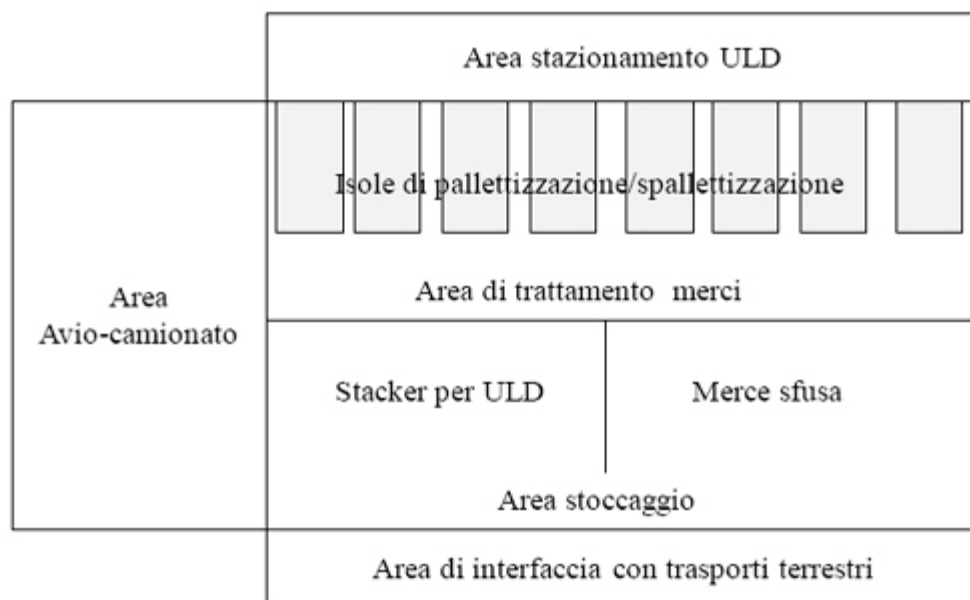 Area stazionamento ULD
Isole di pallettizzazione/spallettizzazione
Area di trattamento merci
Area
Avio-camionato
Stacker per ULD
Merce sfusa
Area stoccaggio
Area di interfaccia con trasporti terrestri